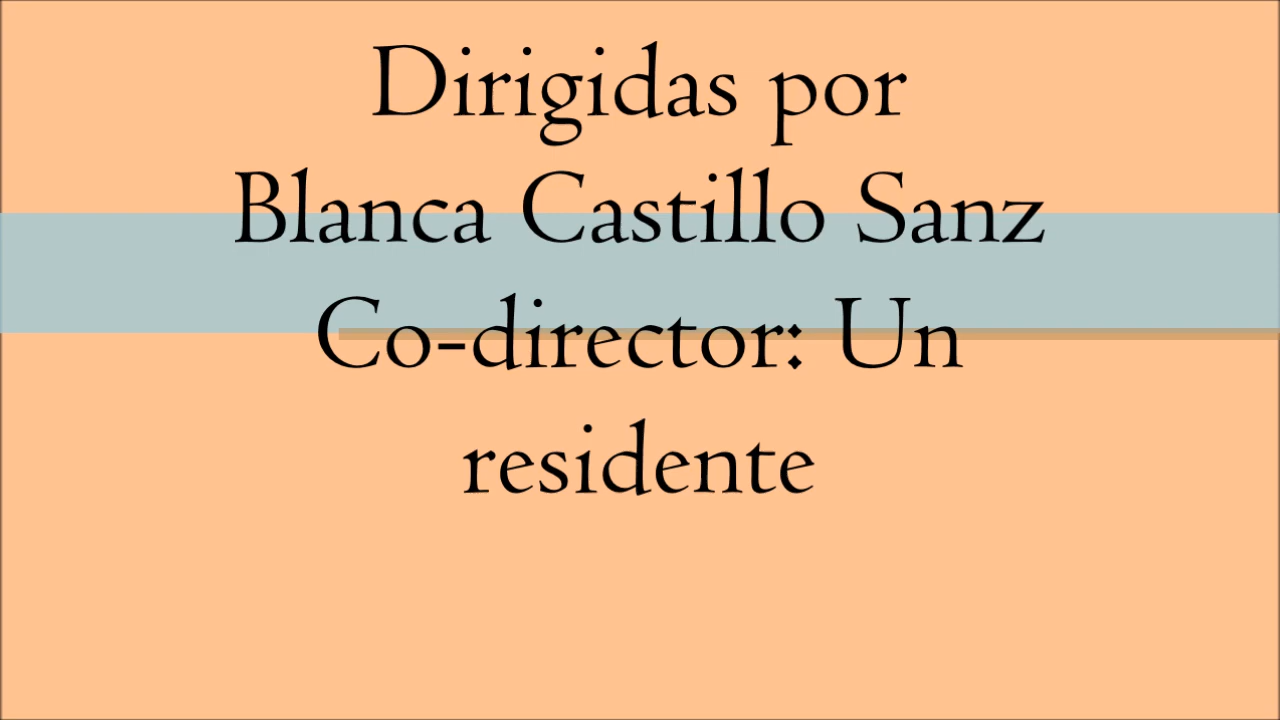 Dirigidas por
Blanca Castillo Sanz
Co-director: Un
residente